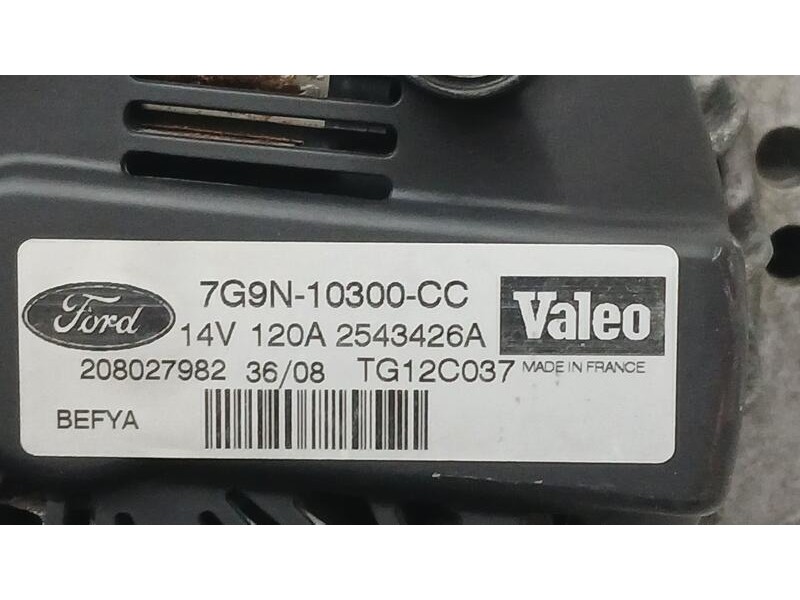 Ford
7G9N-10300-CC
14V 120A 2543426A
Valeo
208027982 36/08 TG12C037
MADE IN FRANCE
BEFYA